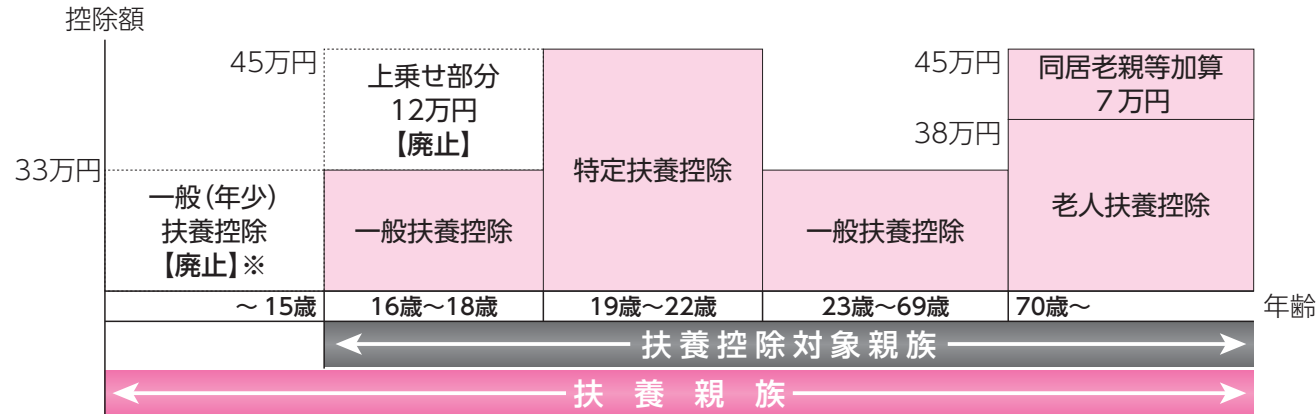 控除額
45万円
上乗せ部分
12万円
【廃止】
33万円
一般(年少)
扶養控除
【廃止】※
一般扶養控除
特定扶養控除
一般扶養控除
45万円
38万円
同居老親等加算
7万円
老人扶養控除
～15歳
16歳～18歳
19歳～22歳
23歳～69歳
70歳～
年齢
扶養控除対象親族
扶養親族